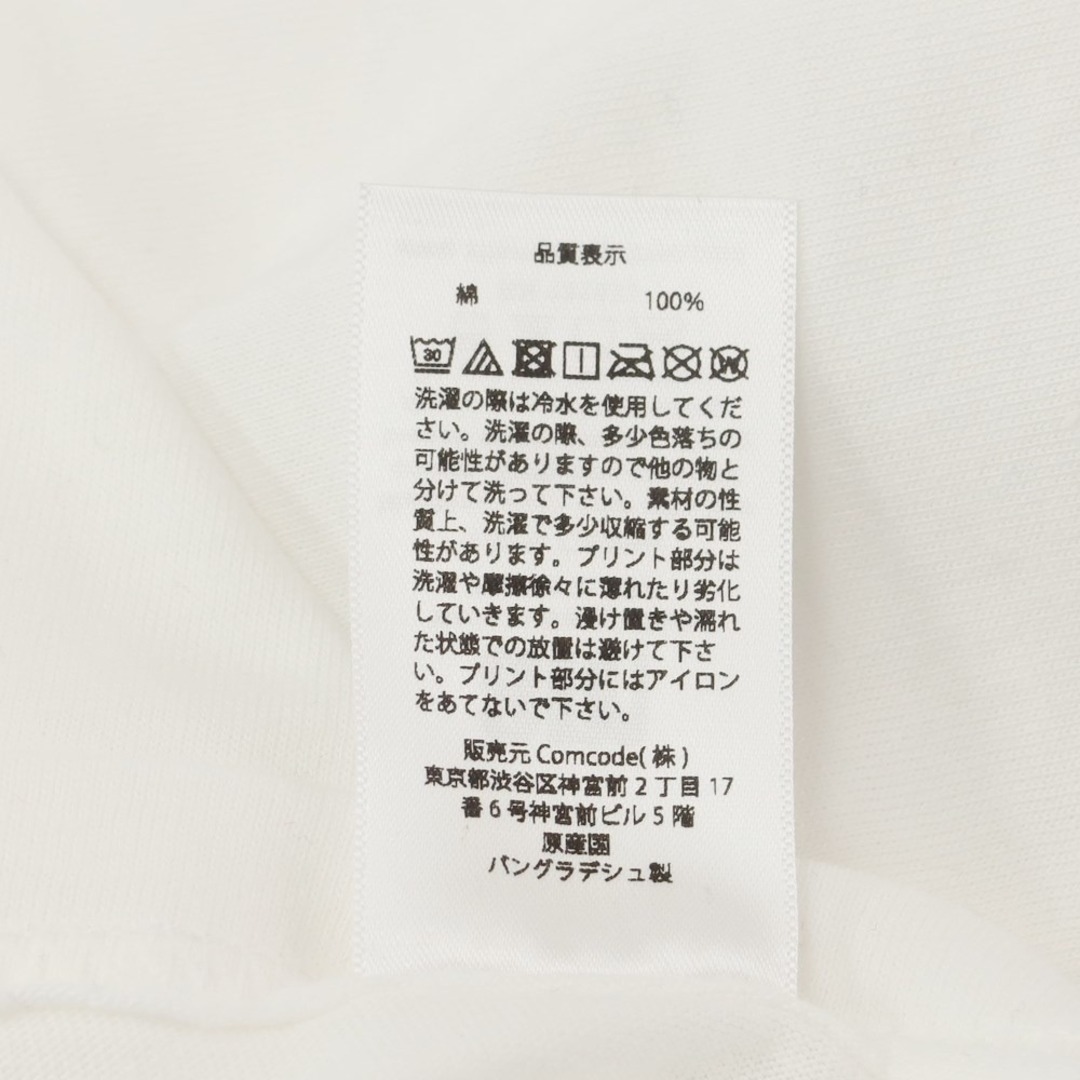 品質表示
綿 100%
30
W
洗濯の際は冷水を使用してくだ
さい。洗濯の際、多少色落ちの
可能性がありますので他の物と
分けて洗って下さい。素材の性
質上、洗濯で多少収縮する可能
性があります。プリント部分は
洗濯や摩擦徐々に薄れたり劣化
していきます。浸け置きや濡れ
た状態での放置は避けて下さ
い。プリント部分にはアイロン
をあてないで下さい。
販売元 Comcode(株)
東京都渋谷区神宮前2丁目17
番6号神宮前ビル5階
原産国
バングラデシュ製